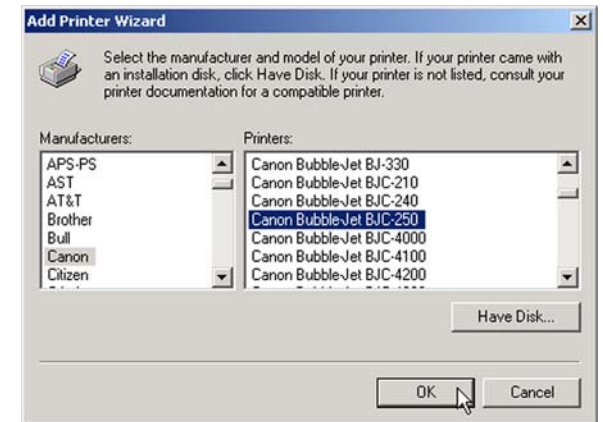 Add Printer Wizard
Select the manufacturer and model of your printer. If your printer came with
an installation disk, click Have Disk. If your printer is not listed, consult your
printer documentation for a compatible printer.
Manufacturers:
APS-PS
AST
AT&T
Brother
Bull
Canon
Citizen
Printers:
Canon Bubble-Jet BJ-330
Canon Bubble-Jet BJC-210
Canon Bubble-Jet BJC-240
Canon Bubble-Jet BJC-250
Canon Bubble-Jet BJC-4000
Canon Bubble-Jet BJC-4100
Canon Bubble-Jet BJC-4200
Have Disk...
OK
Cancel